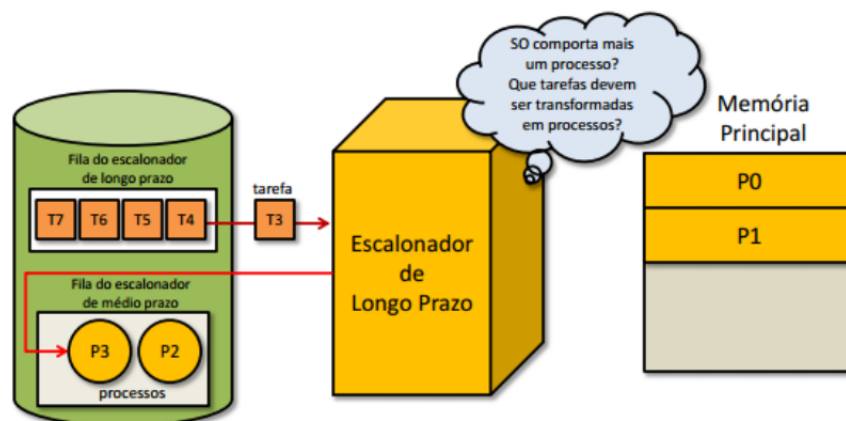 SO comporta mais
um processo?
Que tarefas devem
ser transformadas
em processos?
Memória
Principal
Fila do escalonador
de longo prazo
tarefa
T7 T6 T5 T4 T3
P0
P1
Escalonador
de
Longo Prazo
Fila do escalonador
de médio prazo
P3 P2
processos